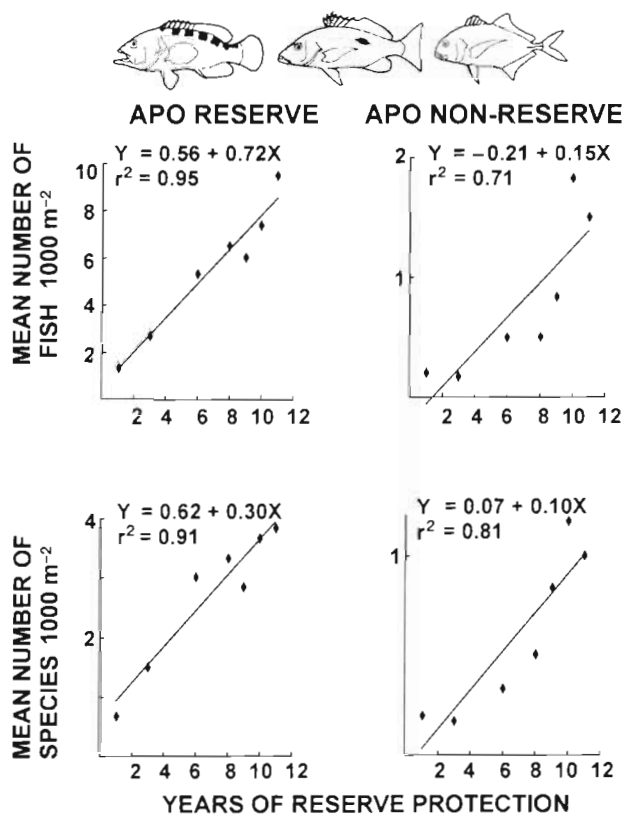 APO RESERVE
APO NON-RESERVE
MEAN NUMBER OF
FISH 1000 m⁻²
Y = 0.56 + 0.72X
r² = 0.95
10
8
6
4
2
2 4 6 8 10 12
Y = −0.21 + 0.15X
r² = 0.71
2
1
2 4 6 8 10 12
MEAN NUMBER OF
SPECIES 1000 m⁻²
Y = 0.62 + 0.30X
r² = 0.91
4
2
2 4 6 8 10 12
Y = 0.07 + 0.10X
r² = 0.81
1
2 4 6 8 10 12
YEARS OF RESERVE PROTECTION